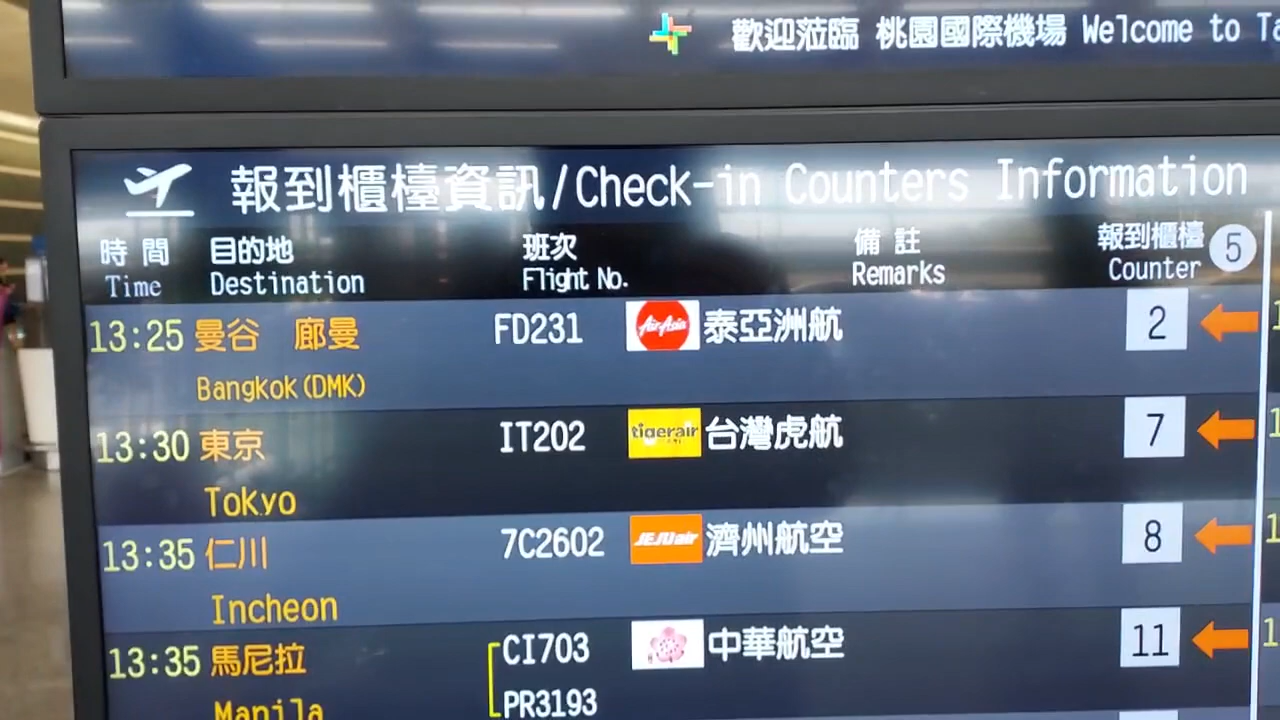 歡迎蒞臨 桃園國際機場 Welcome to
報到櫃檯資訊/Check-in Counters Information
時間 目的地 班次 備註 報到櫃檯 5
Time Destination Flight No. Remarks Counter
13:25 曼谷 廊曼 FD231 AirAsia 泰亞洲航 2
Bangkok(DMK)
13:30 東京 IT202 tigerair 台灣虎航 7
Tokyo
13:35 仁川 7C2602 JEJUair 濟州航空 8
Incheon
13:35 馬尼拉 CI703 中華航空 11
Manila PR3193